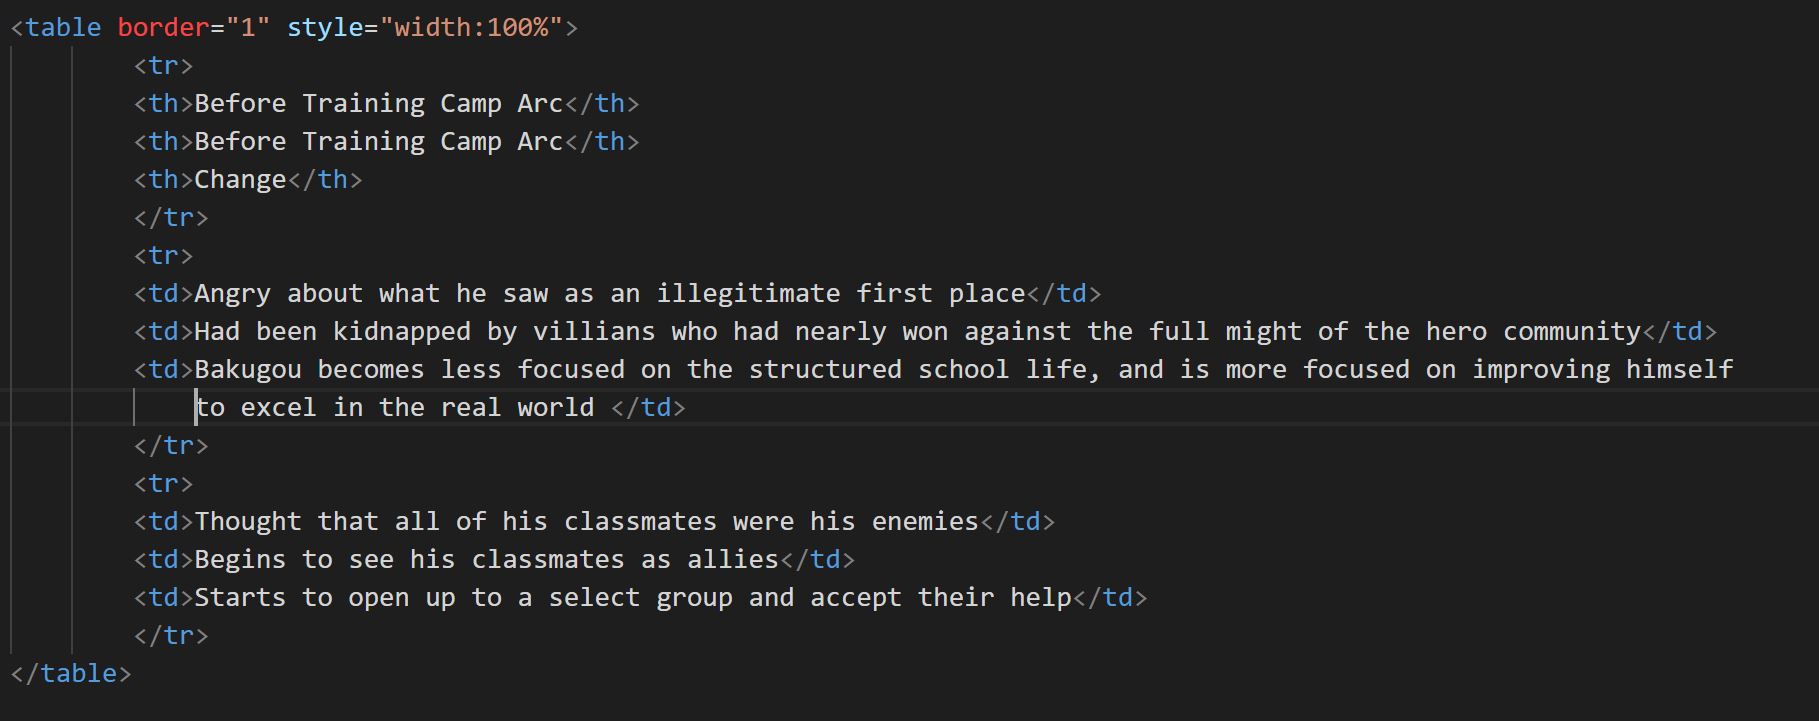 <table border="1" style="width:100%">
<tr>
<th>Before Training Camp Arc</th>
<th>Before Training Camp Arc</th>
<th>Change</th>
</tr>
<tr>
<td>Angry about what he saw as an illegitimate first place</td>
<td>Had been kidnapped by villians who had nearly won against the full might of the hero community</td>
<td>Bakugou becomes less focused on the structured school life, and is more focused on improving himself
to excel in the real world </td>
</tr>
<tr>
<td>Thought that all of his classmates were his enemies</td>
<td>Begins to see his classmates as allies</td>
<td>Starts to open up to a select group and accept their help</td>
</tr>
</table>